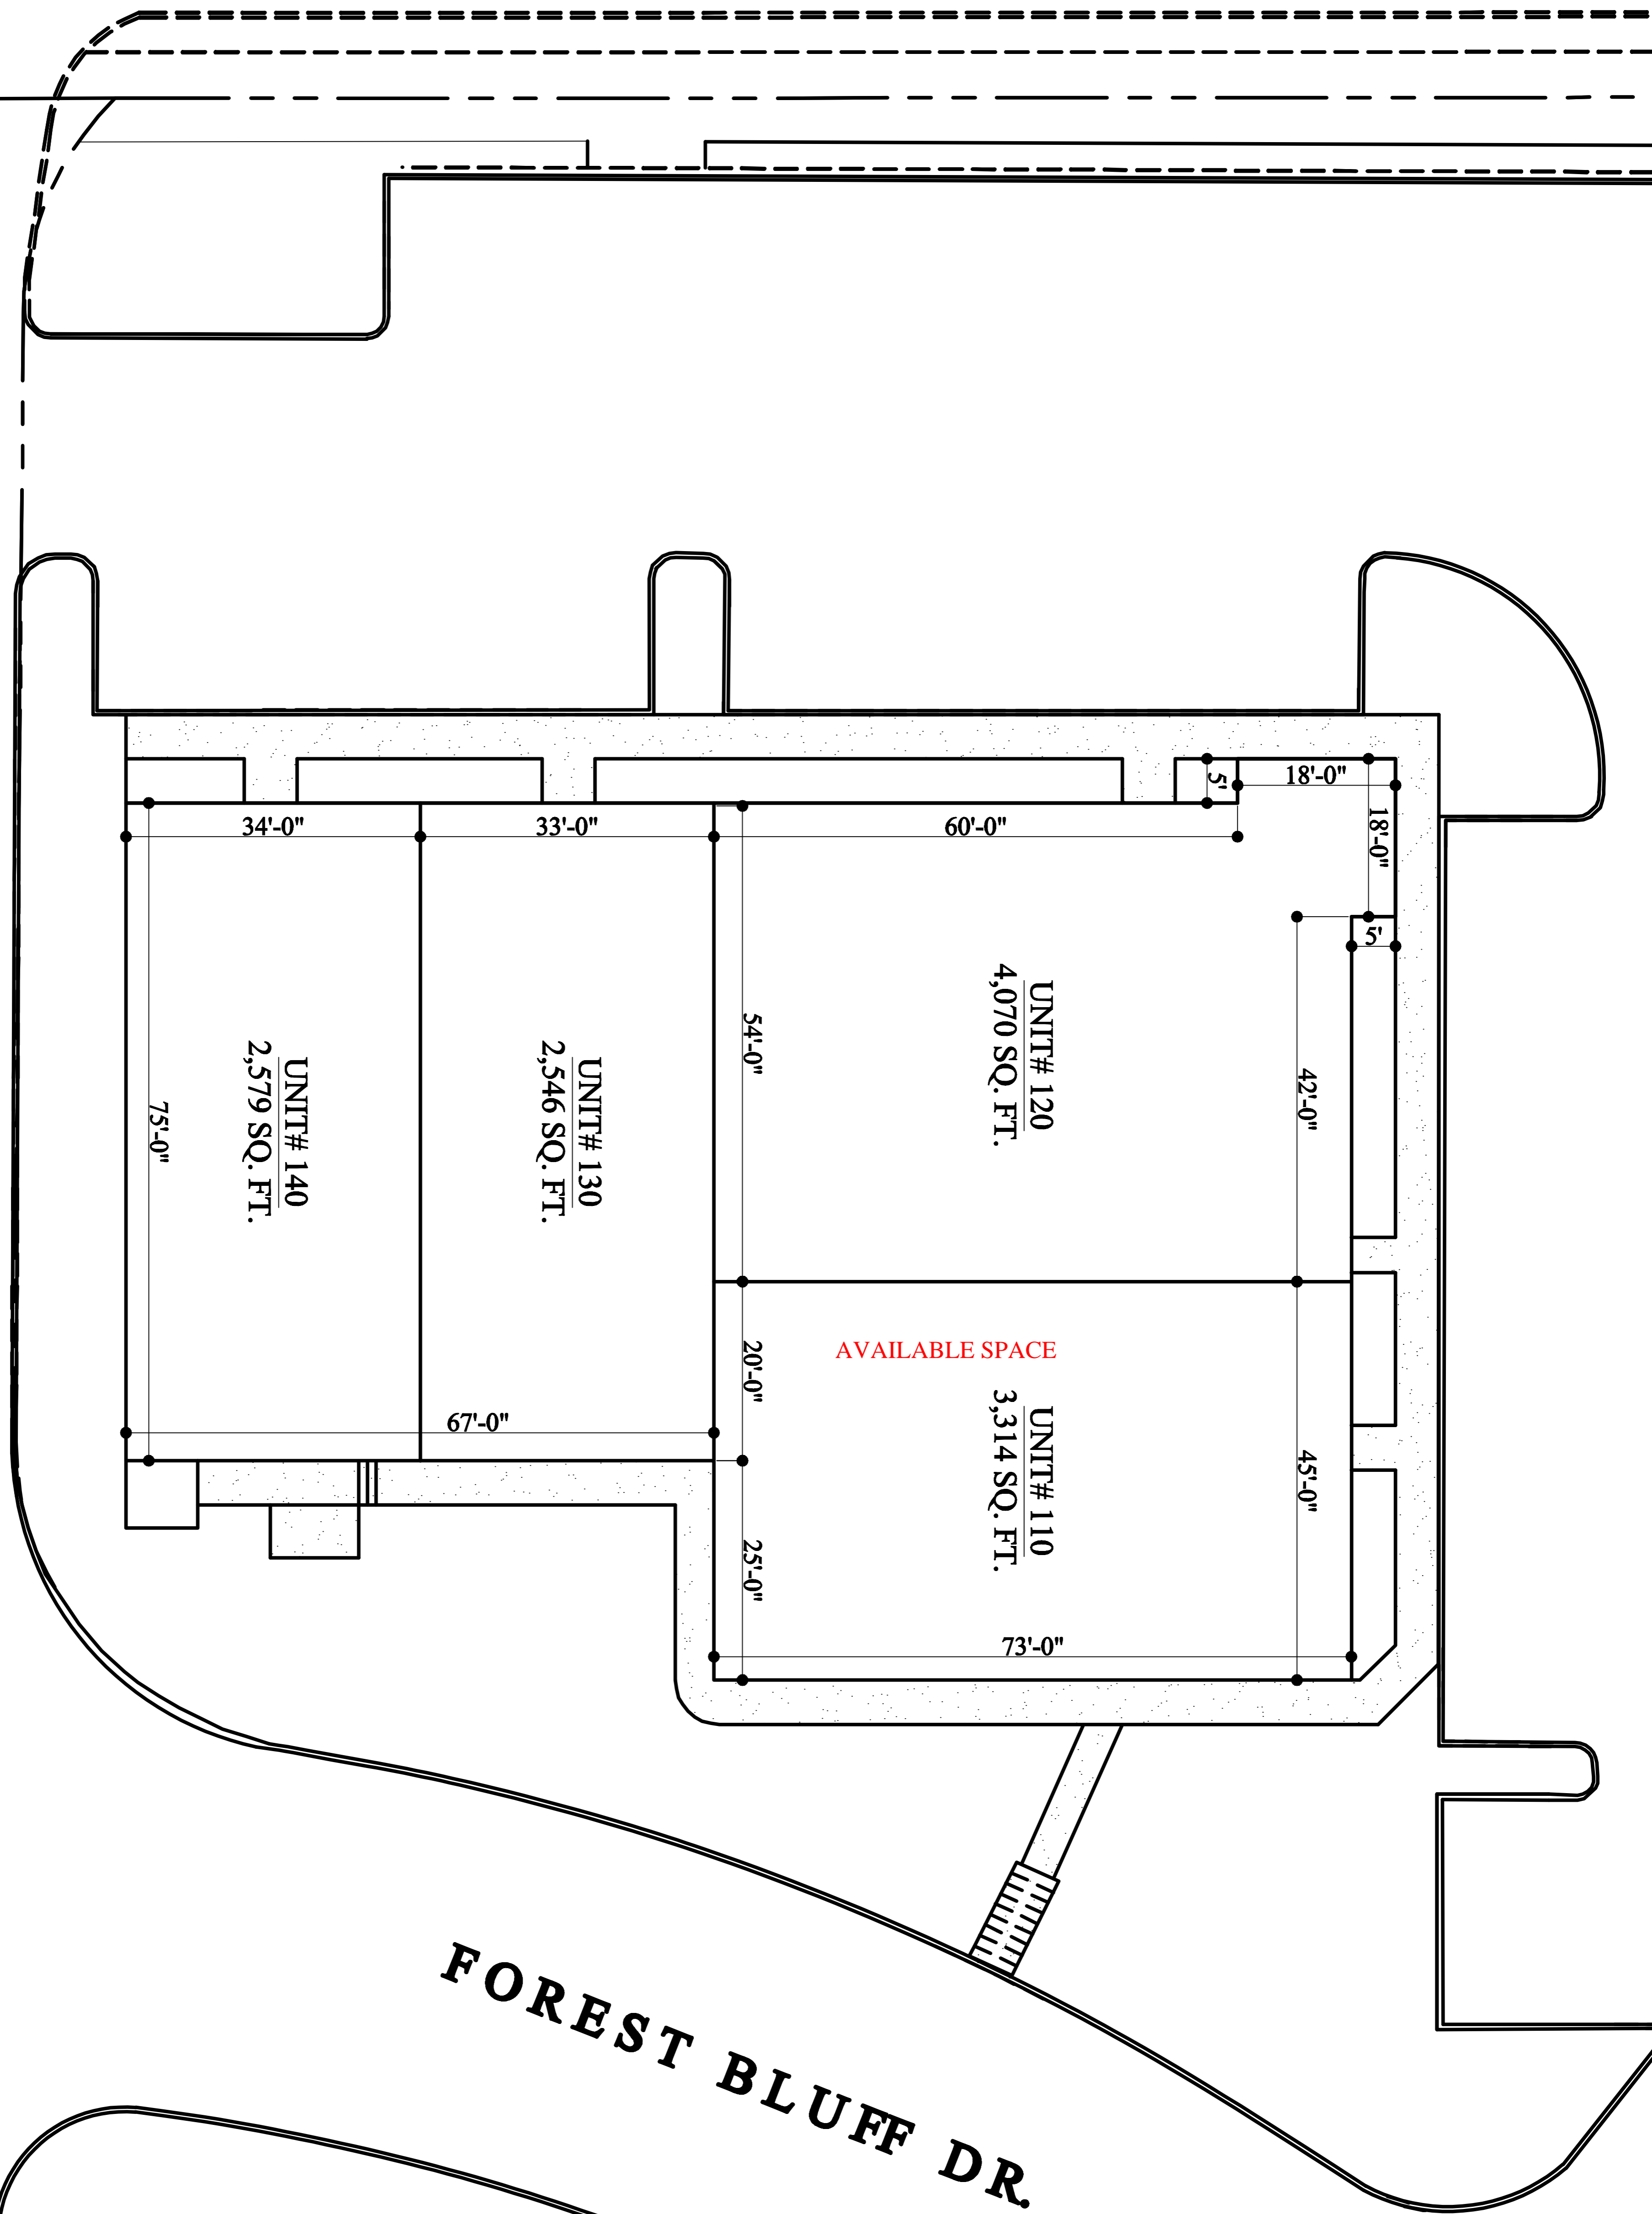 5'
18'-0"
18'-0"
34'-0"
33'-0"
60'-0"
5'
UNIT# 120
4,070 SQ. FT.
54'-0"
42'-0"
UNIT# 130
2,546 SQ. FT.
UNIT# 140
2,579 SQ. FT.
75'-0"
AVAILABLE SPACE
20'-0"
UNIT# 110
3,314 SQ. FT.
67'-0"
45'-0"
25'-0"
73'-0"
FOREST BLUFF DR.